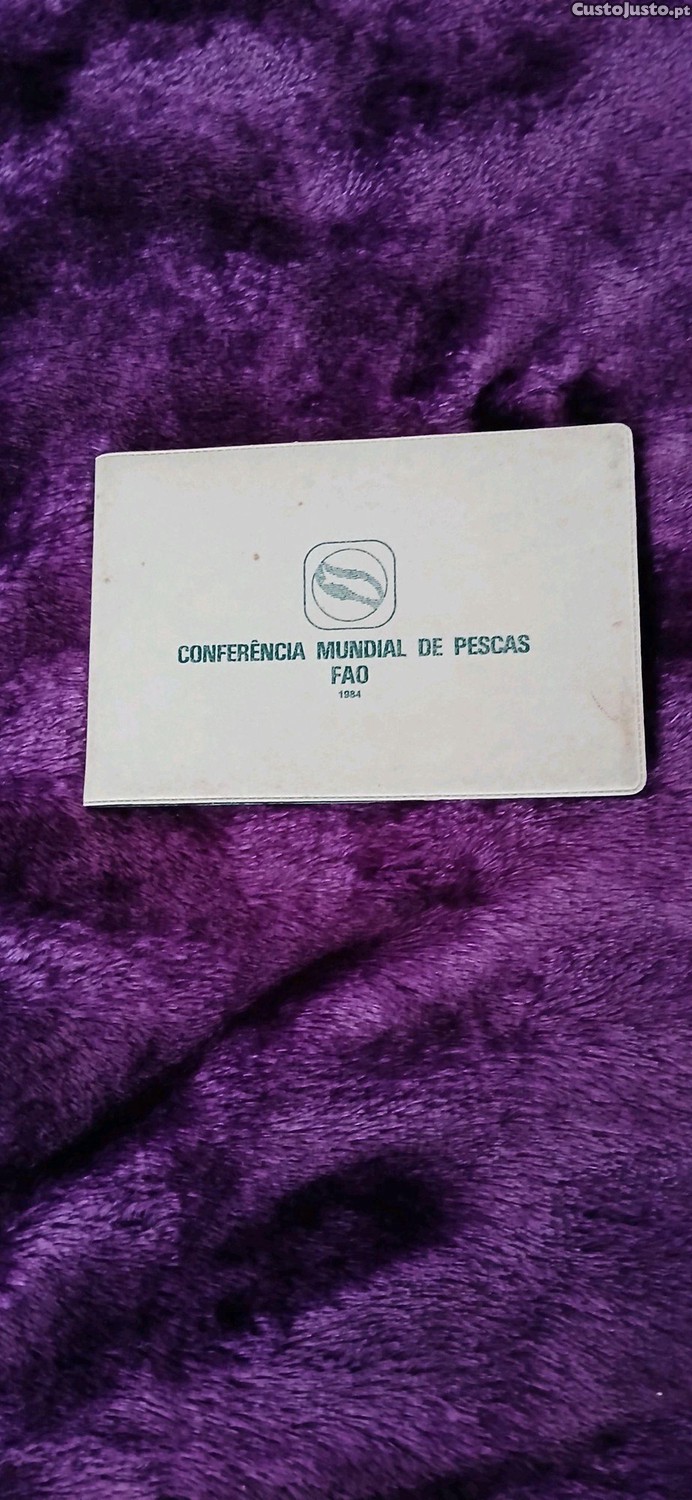 CustoJusto.pt
CONFERÊNCIA MUNDIAL DE PESCAS
FAO
1984